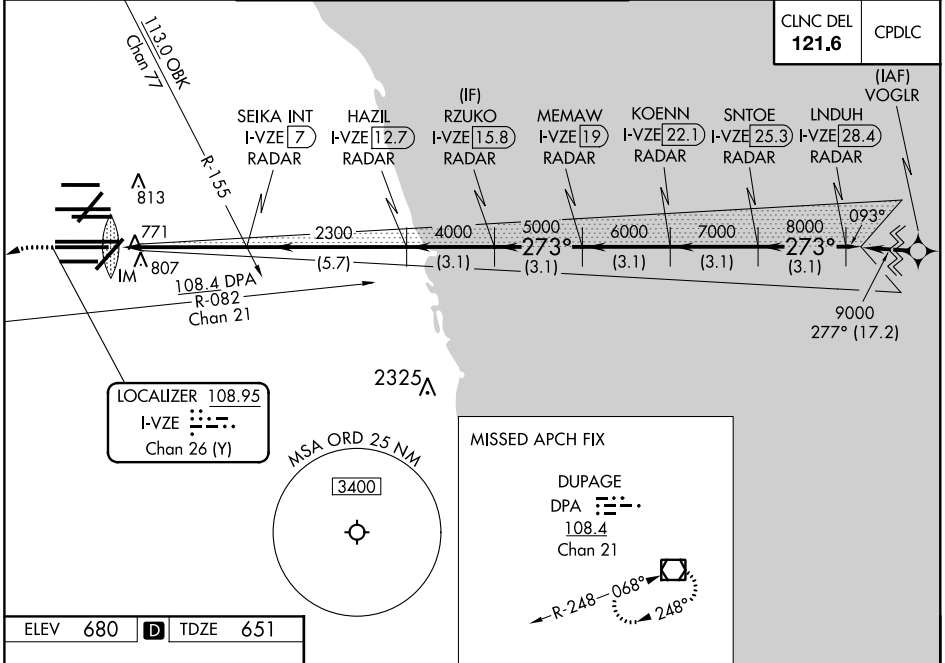 CLNC DEL
121.6
CPDLC
113.0 OBK
Chan 77
R-155
(IAF)
VOGLR
SEIKA INT
I-VZE 7
RADAR
HAZIL
I-VZE 12.7
RADAR
(IF)
RZUKO
I-VZE 15.8
RADAR
MEMAW
I-VZE 19
RADAR
KOENN
I-VZE 22.1
RADAR
SNTOE
I-VZE 25.3
RADAR
LNDUH
I-VZE 28.4
RADAR
813
771
807
IM
2300
4000
5000
6000
7000
8000
093°
273°
273°
(5.7)
(3.1)
(3.1)
(3.1)
(3.1)
(3.1)
108.4 DPA
R-082
Chan 21
9000
277° (17.2)
LOCALIZER 108.95
I-VZE
Chan 26 (Y)
2325
MSA ORD 25 NM
3400
MISSED APCH FIX
DUPAGE
DPA
108.4
Chan 21
R-248
068°
248°
ELEV 680 D TDZE 651